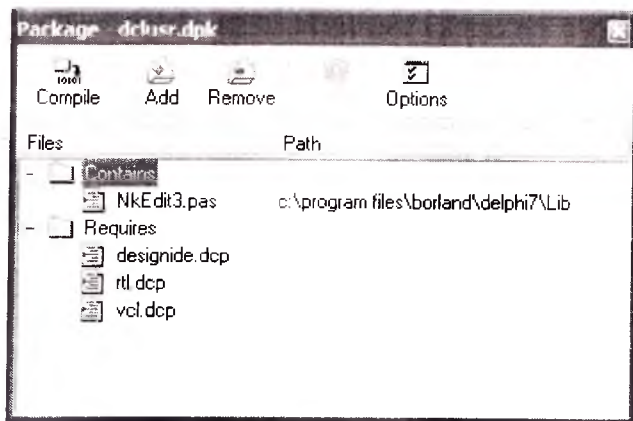 Package - dclusr.dpk
Compile Add Remove Options
Files Path
Contains
NkEdit3.pas c:\program files\borland\delphi7\Lib
Requires
designide.dcp
rtl.dcp
vcl.dcp